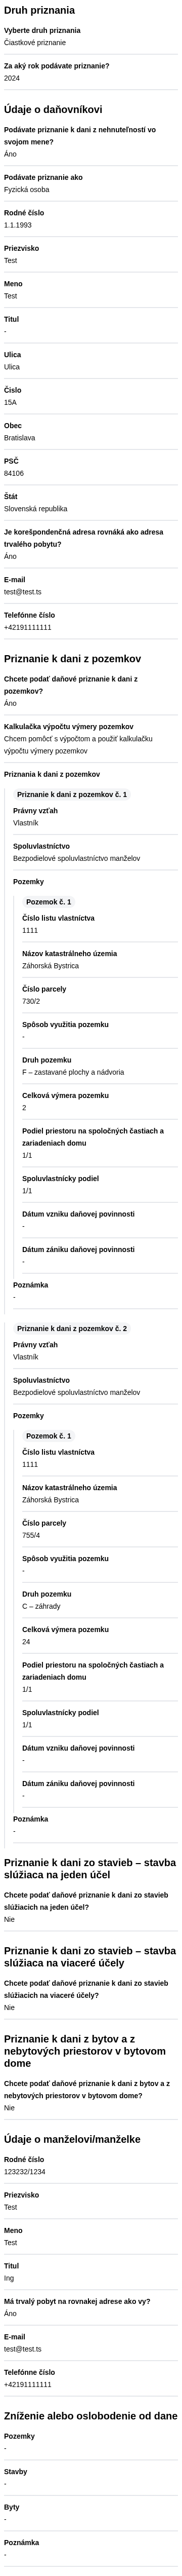 Druh priznania
Vyberte druh priznania
Čiastkové priznanie
Za aký rok podávate priznanie?
2024
Údaje o daňovníkovi
Podávate priznanie k dani z nehnuteľností vo
svojom mene?
Áno
Podávate priznanie ako
Fyzická osoba
Rodné číslo
1.1.1993
Priezvisko
Test
Meno
Test
Titul
-
Ulica
Ulica
Číslo
15A
Obec
Bratislava
PSČ
84106
Štát
Slovenská republika
Je korešpondenčná adresa rovnáká ako adresa
trvalého pobytu?
Áno
E-mail
test@test.ts
Telefónne číslo
+42191111111
Priznanie k dani z pozemkov
Chcete podať daňové priznanie k dani z
pozemkov?
Áno
Kalkulačka výpočtu výmery pozemkov
Chcem pomôcť s výpočtom a použiť kalkulačku
výpočtu výmery pozemkov
Priznania k dani z pozemkov
Priznanie k dani z pozemkov č. 1
Právny vzťah
Vlastník
Spoluvlastníctvo
Bezpodielové spoluvlastníctvo manželov
Pozemky
Pozemok č. 1
Číslo listu vlastníctva
1111
Názov katastrálneho územia
Záhorská Bystrica
Číslo parcely
730/2
Spôsob využitia pozemku
-
Druh pozemku
F – zastavané plochy a nádvoria
Celková výmera pozemku
2
Podiel priestoru na spoločných častiach a
zariadeniach domu
1/1
Spoluvlastnícky podiel
1/1
Dátum vzniku daňovej povinnosti
-
Dátum zániku daňovej povinnosti
-
Poznámka
-
Priznanie k dani z pozemkov č. 2
Právny vzťah
Vlastník
Spoluvlastníctvo
Bezpodielové spoluvlastníctvo manželov
Pozemky
Pozemok č. 1
Číslo listu vlastníctva
1111
Názov katastrálneho územia
Záhorská Bystrica
Číslo parcely
755/4
Spôsob využitia pozemku
-
Druh pozemku
C – záhrady
Celková výmera pozemku
24
Podiel priestoru na spoločných častiach a
zariadeniach domu
1/1
Spoluvlastnícky podiel
1/1
Dátum vzniku daňovej povinnosti
-
Dátum zániku daňovej povinnosti
-
Poznámka
-
Priznanie k dani zo stavieb – stavba
slúžiaca na jeden účel
Chcete podať daňové priznanie k dani zo stavieb
slúžiacich na jeden účel?
Nie
Priznanie k dani zo stavieb – stavba
slúžiaca na viaceré účely
Chcete podať daňové priznanie k dani zo stavieb
slúžiacich na viaceré účely?
Nie
Priznanie k dani z bytov a z
nebytových priestorov v bytovom
dome
Chcete podať daňové priznanie k dani z bytov a z
nebytových priestorov v bytovom dome?
Nie
Údaje o manželovi/manželke
Rodné číslo
123232/1234
Priezvisko
Test
Meno
Test
Titul
Ing
Má trvalý pobyt na rovnakej adrese ako vy?
Áno
E-mail
test@test.ts
Telefónne číslo
+42191111111
Zníženie alebo oslobodenie od dane
Pozemky
-
Stavby
-
Byty
-
Poznámka
-